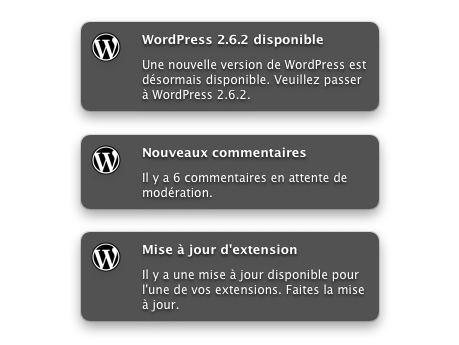 WordPress 2.6.2 disponible
Une nouvelle version de WordPress est
désormais disponible. Veuillez passer
à WordPress 2.6.2.
Nouveaux commentaires
Il y a 6 commentaires en attente de
modération.
Mise à jour d'extension
Il y a une mise à jour disponible pour
l'une de vos extensions. Faites la mise
à jour.